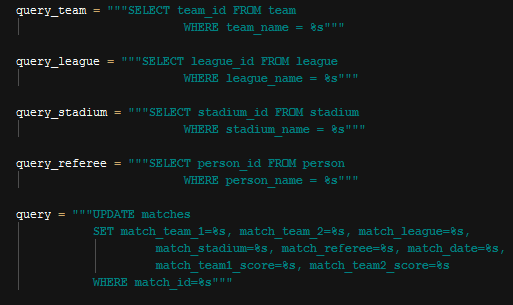 query_team = """SELECT team_id FROM team
WHERE team_name = %s"""
query_league = """SELECT league_id FROM league
WHERE league_name = %s"""
query_stadium = """SELECT stadium_id FROM stadium
WHERE stadium_name = %s"""
query_referee = """SELECT person_id FROM person
WHERE person_name = %s"""
query = """UPDATE matches
SET match_team_1=%s, match_team_2=%s, match_league=%s,
match_stadium=%s, match_referee=%s, match_date=%s,
match_team1_score=%s, match_team2_score=%s
WHERE match_id=%s"""